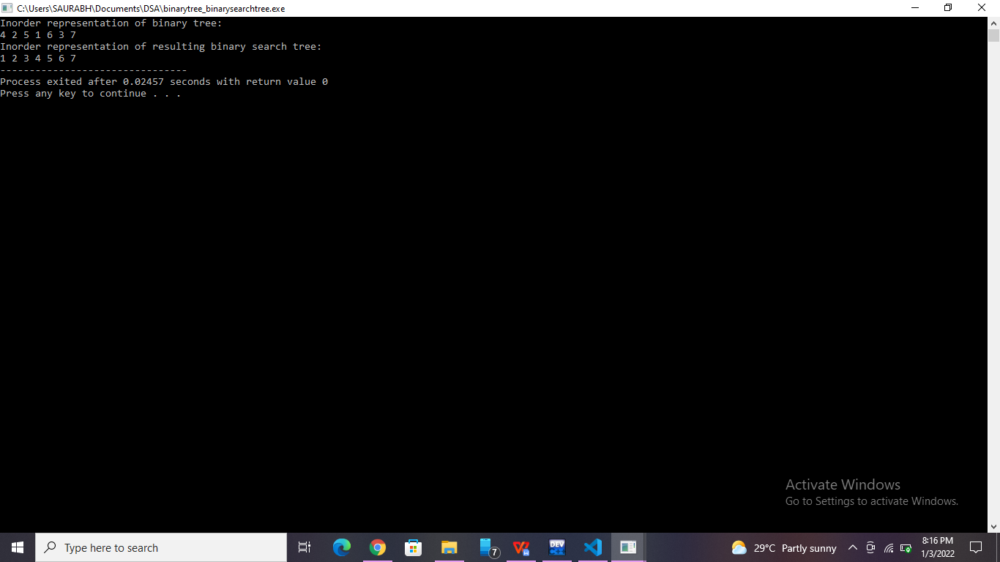 C:\Users\SAURABH\Documents\DSA\binarytree_binarysearchtree.exe
Inorder representation of binary tree:
4 2 5 1 6 3 7
Inorder representation of resulting binary search tree:
1 2 3 4 5 6 7
--------------------------------
Process exited after 0.02457 seconds with return value 0
Press any key to continue . . .
Activate Windows
Go to Settings to activate Windows.
Type here to search
7
DEV
29°C Partly sunny
8:16 PM
1/3/2022